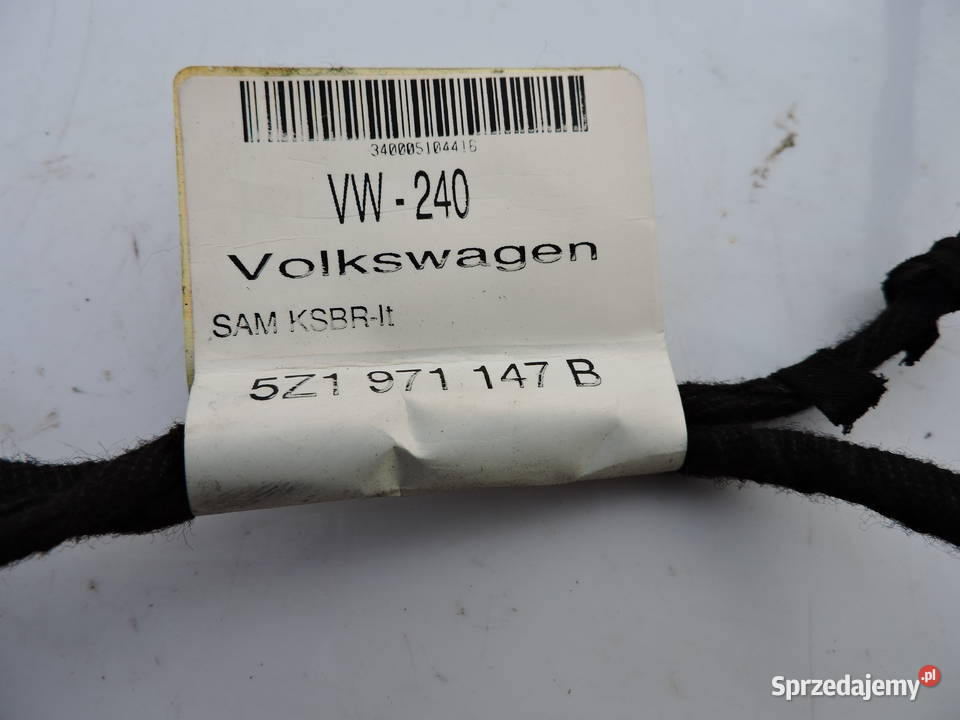 340005104416
VW - 240
Volkswagen
SAM KSBR-lt
5Z1 971 147 B
Sprzedajemy.pl